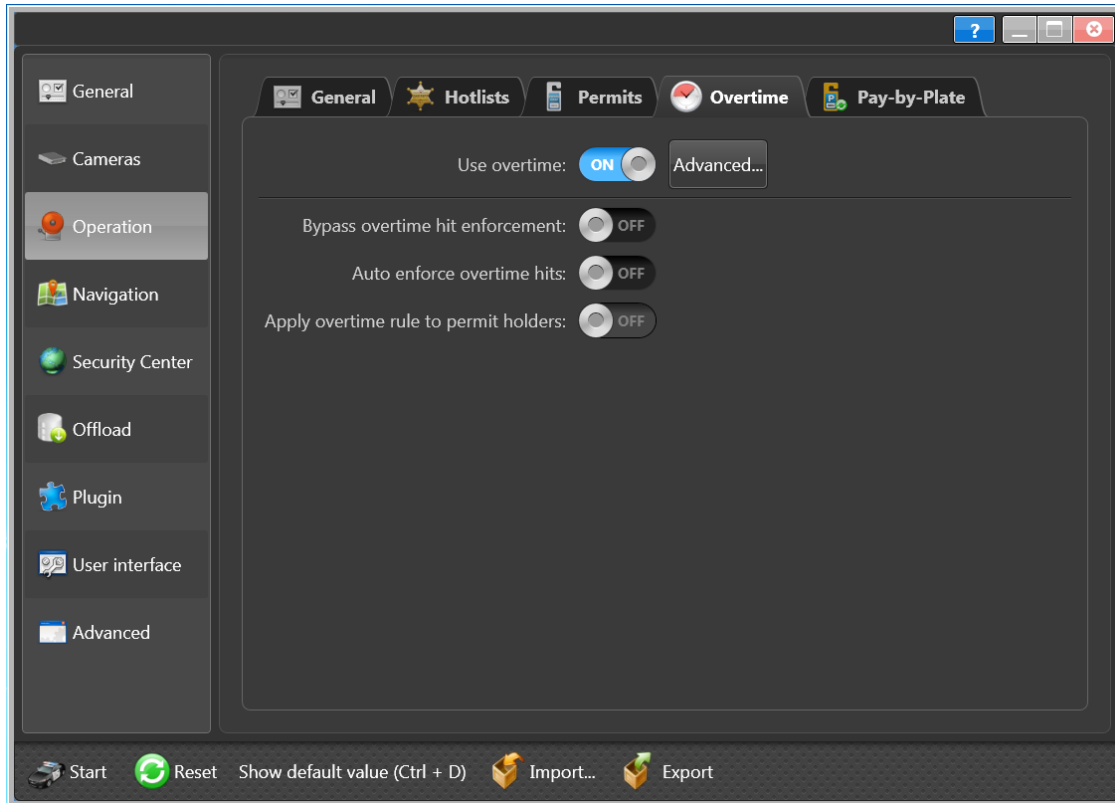 ?
General
Cameras
Operation
Navigation
Security Center
Offload
Plugin
User interface
Advanced
General Hotlists Permits Overtime Pay-by-Plate
Use overtime: ON Advanced...
Bypass overtime hit enforcement: OFF
Auto enforce overtime hits: OFF
Apply overtime rule to permit holders: OFF
Start Reset Show default value (Ctrl + D) Import... Export